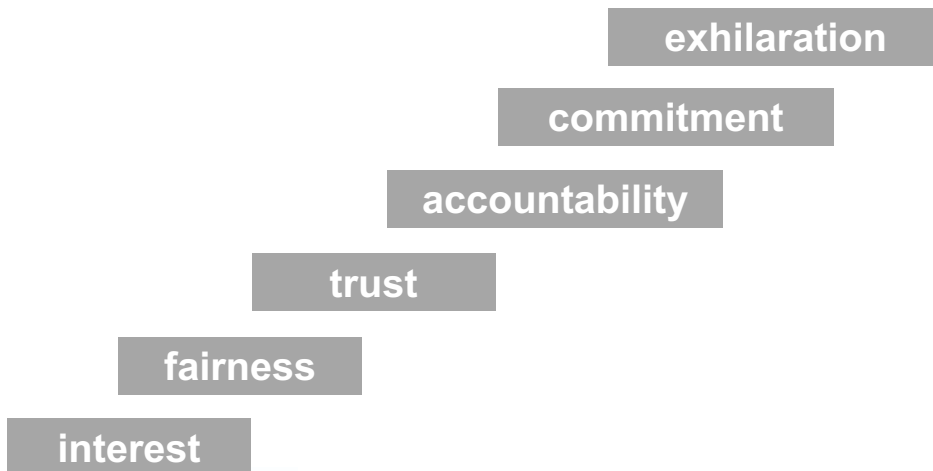 exhilaration
commitment
accountability
trust
fairness
interest